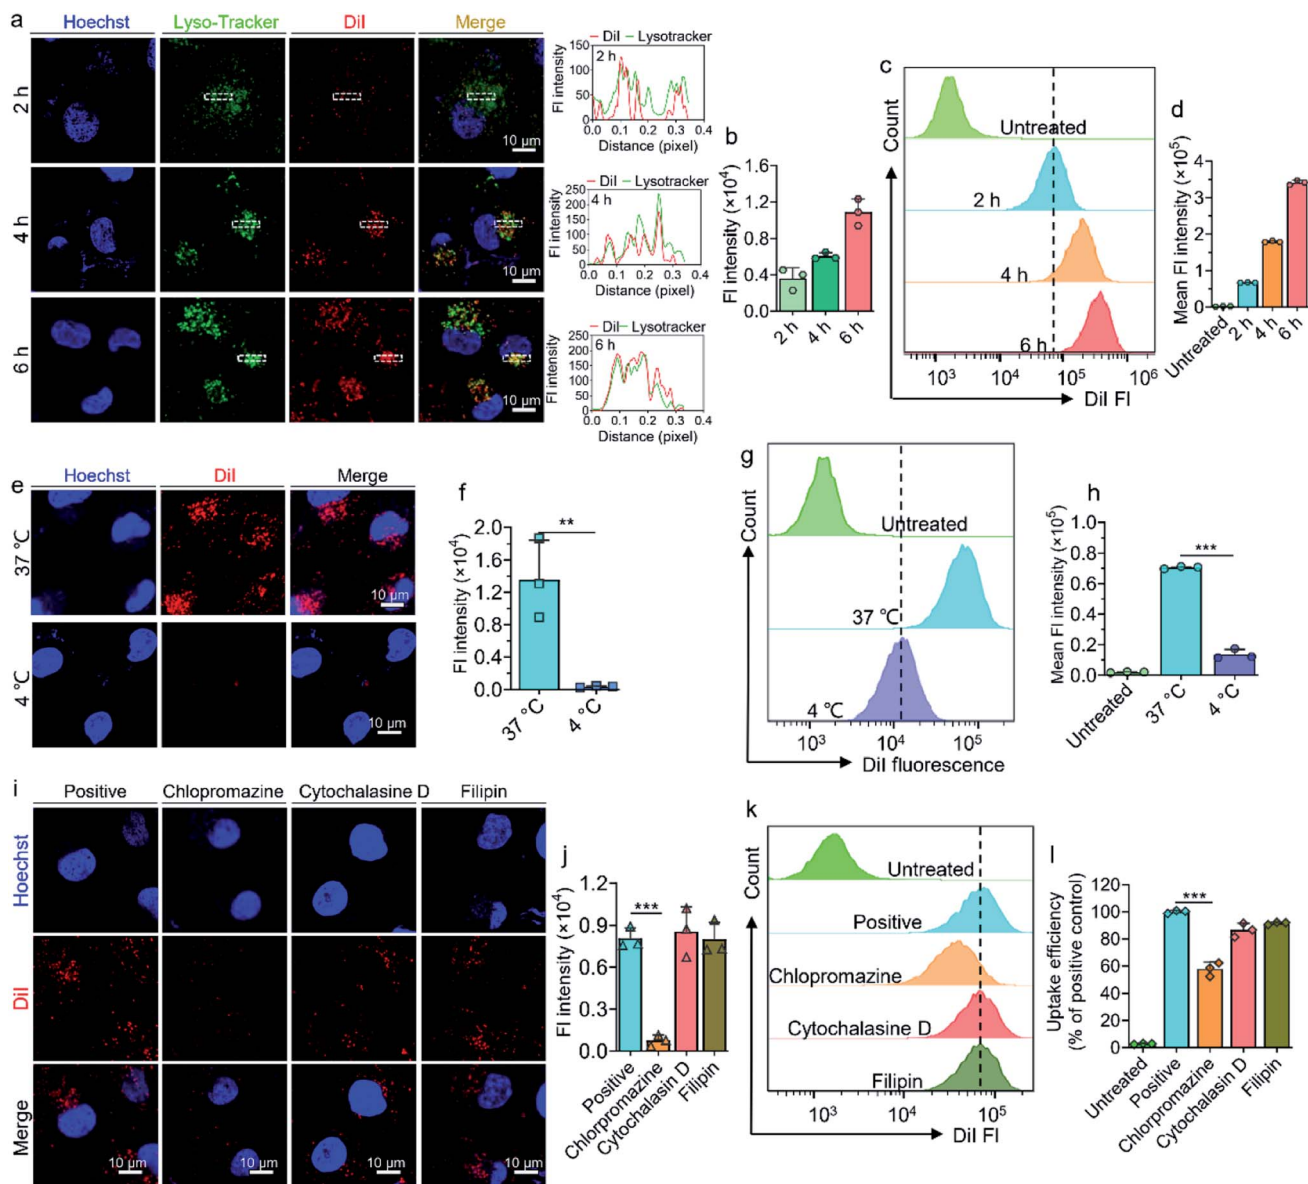 a
Hoechst
Lyso-Tracker
DiI
Merge
2 h
10 µm
4 h
10 µm
6 h
10 µm
DiI Lysotracker
2 h
FI intensity
150
100
50
0
0.0 0.1 0.2 0.3 0.4
Distance (pixel)
DiI Lysotracker
4 h
FI intensity
250
200
150
100
50
0
0.0 0.1 0.2 0.3 0.4
Distance (pixel)
DiI Lysotracker
6 h
FI intensity
250
200
150
100
50
0
0.0 0.1 0.2 0.3 0.4
Distance (pixel)
b
FI intensity (×10⁴)
1.6
1.2
0.8
0.4
0.0
2 h
4 h
6 h
c
Count
Untreated
2 h
4 h
6 h
10³ 10⁴ 10⁵ 10⁶
DiI FI
d
Mean FI intensity (×10⁵)
4
3
2
1
0
Untreated
2 h
4 h
6 h
e
Hoechst
DiI
Merge
37 °C
10 µm
4 °C
10 µm
f
FI intensity (×10⁴)
2.0
1.6
1.2
0.8
0.4
0.0
**
37 °C
4 °C
g
Count
Untreated
37 °C
4 °C
10³ 10⁴ 10⁵
DiI fluorescence
h
Mean FI intensity (×10⁵)
1.0
0.8
0.6
0.4
0.2
0.0
***
Untreated
37 °C
4 °C
i
Positive
Chlopromazine
Cytochalasine D
Filipin
Hoechst
DiI
Merge
10 µm
10 µm
10 µm
10 µm
j
FI intensity (×10⁴)
1.2
0.9
0.6
0.3
0.0
***
Positive
Chlorpromazine
Cytochalasin D
Filipin
k
Count
Untreated
Positive
Chlopromazine
Cytochalasine D
Filipin
10³ 10⁴ 10⁵
DiI FI
l
Uptake efficiency
(% of positive control)
120
100
80
60
40
20
0
***
Untreated
Positive
Chlorpromazine
Cytochalasin D
Filipin